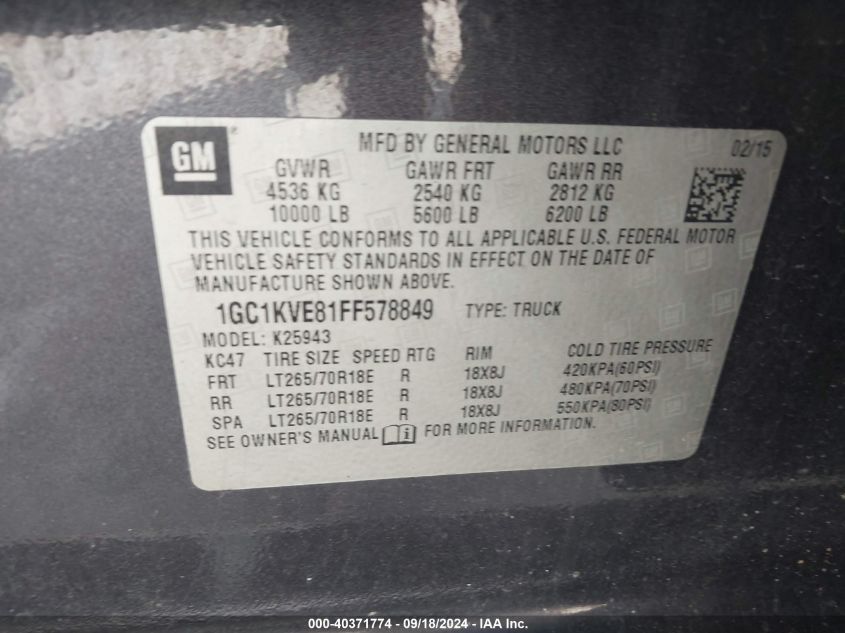 GM ®
MFD BY GENERAL MOTORS LLC 02/15
GVWR GAWR FRT GAWR RR
4536 KG 2540 KG 2812 KG
10000 LB 5600 LB 6200 LB
THIS VEHICLE CONFORMS TO ALL APPLICABLE U.S. FEDERAL MOTOR
VEHICLE SAFETY STANDARDS IN EFFECT ON THE DATE OF
MANUFACTURE SHOWN ABOVE.
1GC1KVE81FF578849 TYPE: TRUCK
MODEL: K25943
KC47 TIRE SIZE SPEED RTG RIM COLD TIRE PRESSURE
FRT LT265/70R18E R 18X8J 420KPA(60PSI)
RR LT265/70R18E R 18X8J 480KPA(70PSI)
SPA LT265/70R18E R 18X8J 550KPA(80PSI)
SEE OWNER'S MANUAL i FOR MORE INFORMATION.
000-40371774 - 09/18/2024 - IAA Inc.